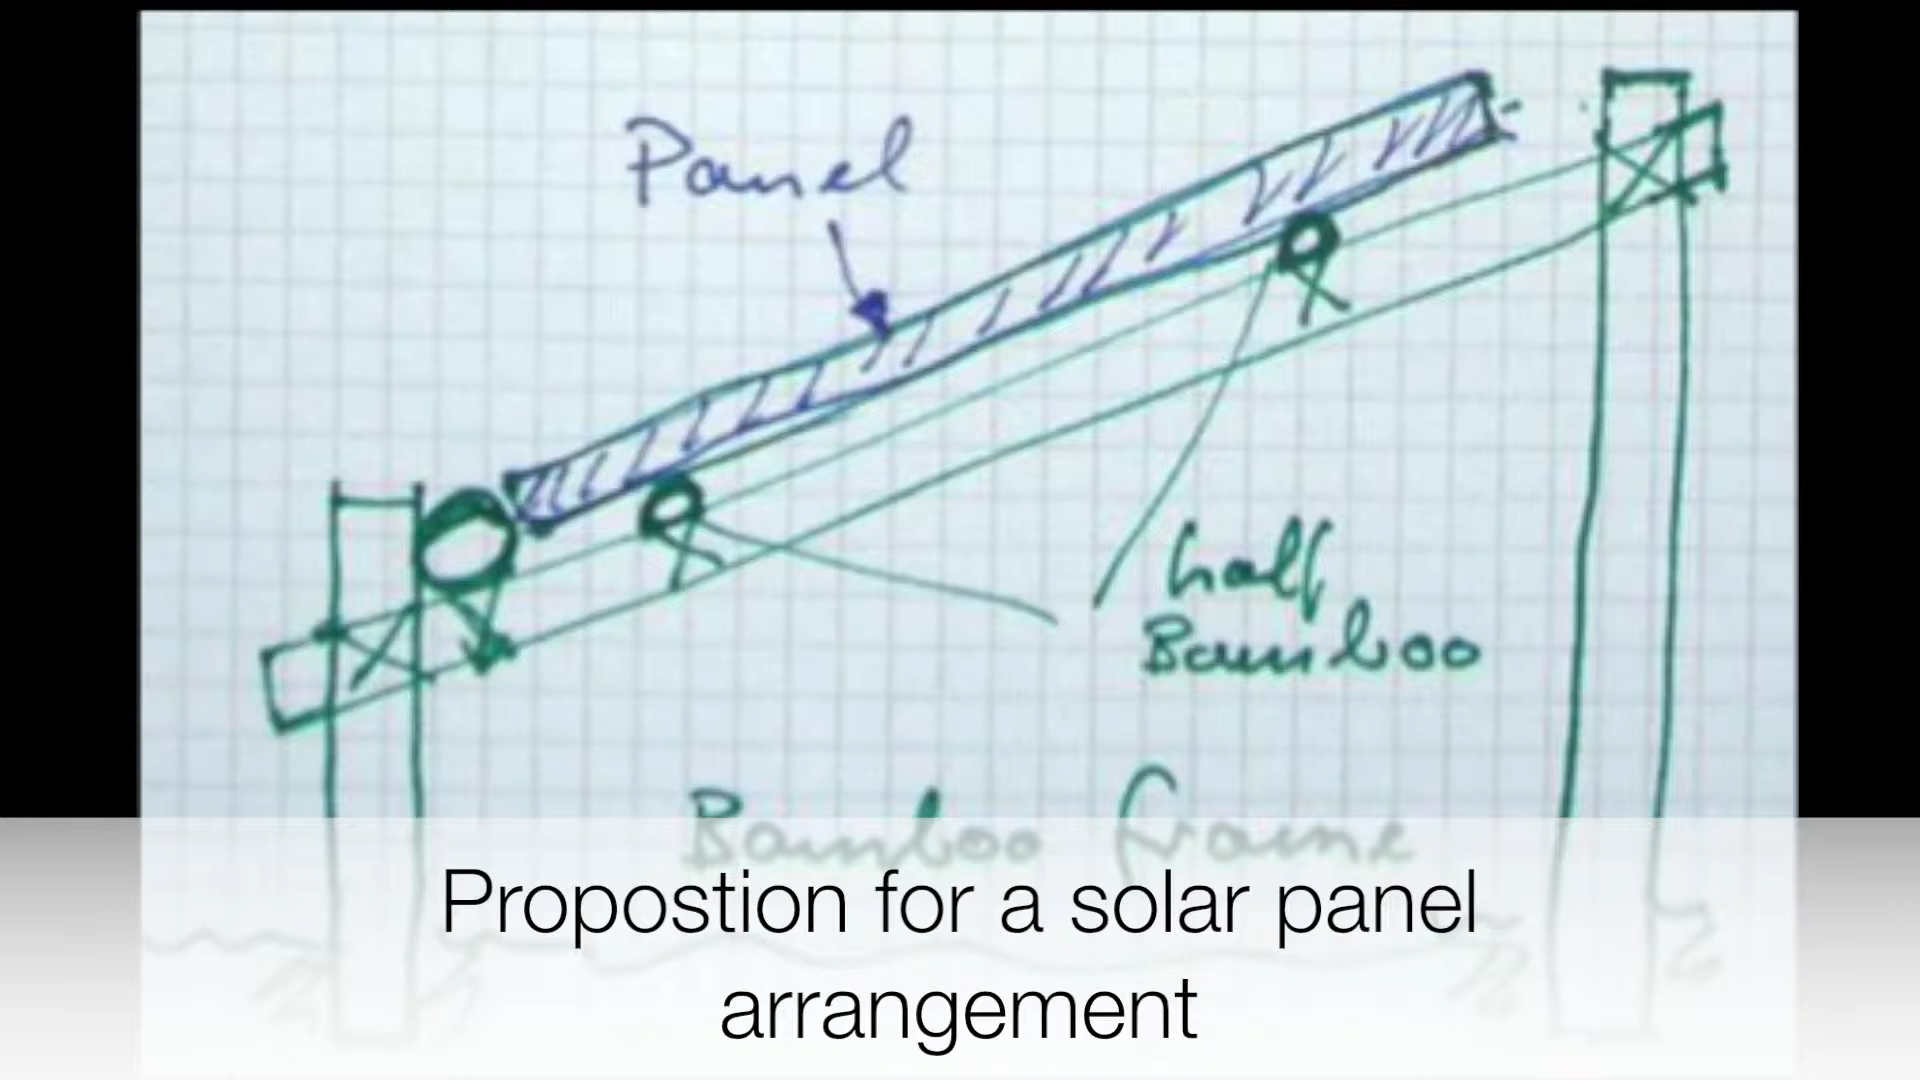 Panel
half
Bamboo
Bamboo frame
Propostion for a solar panel
arrangement